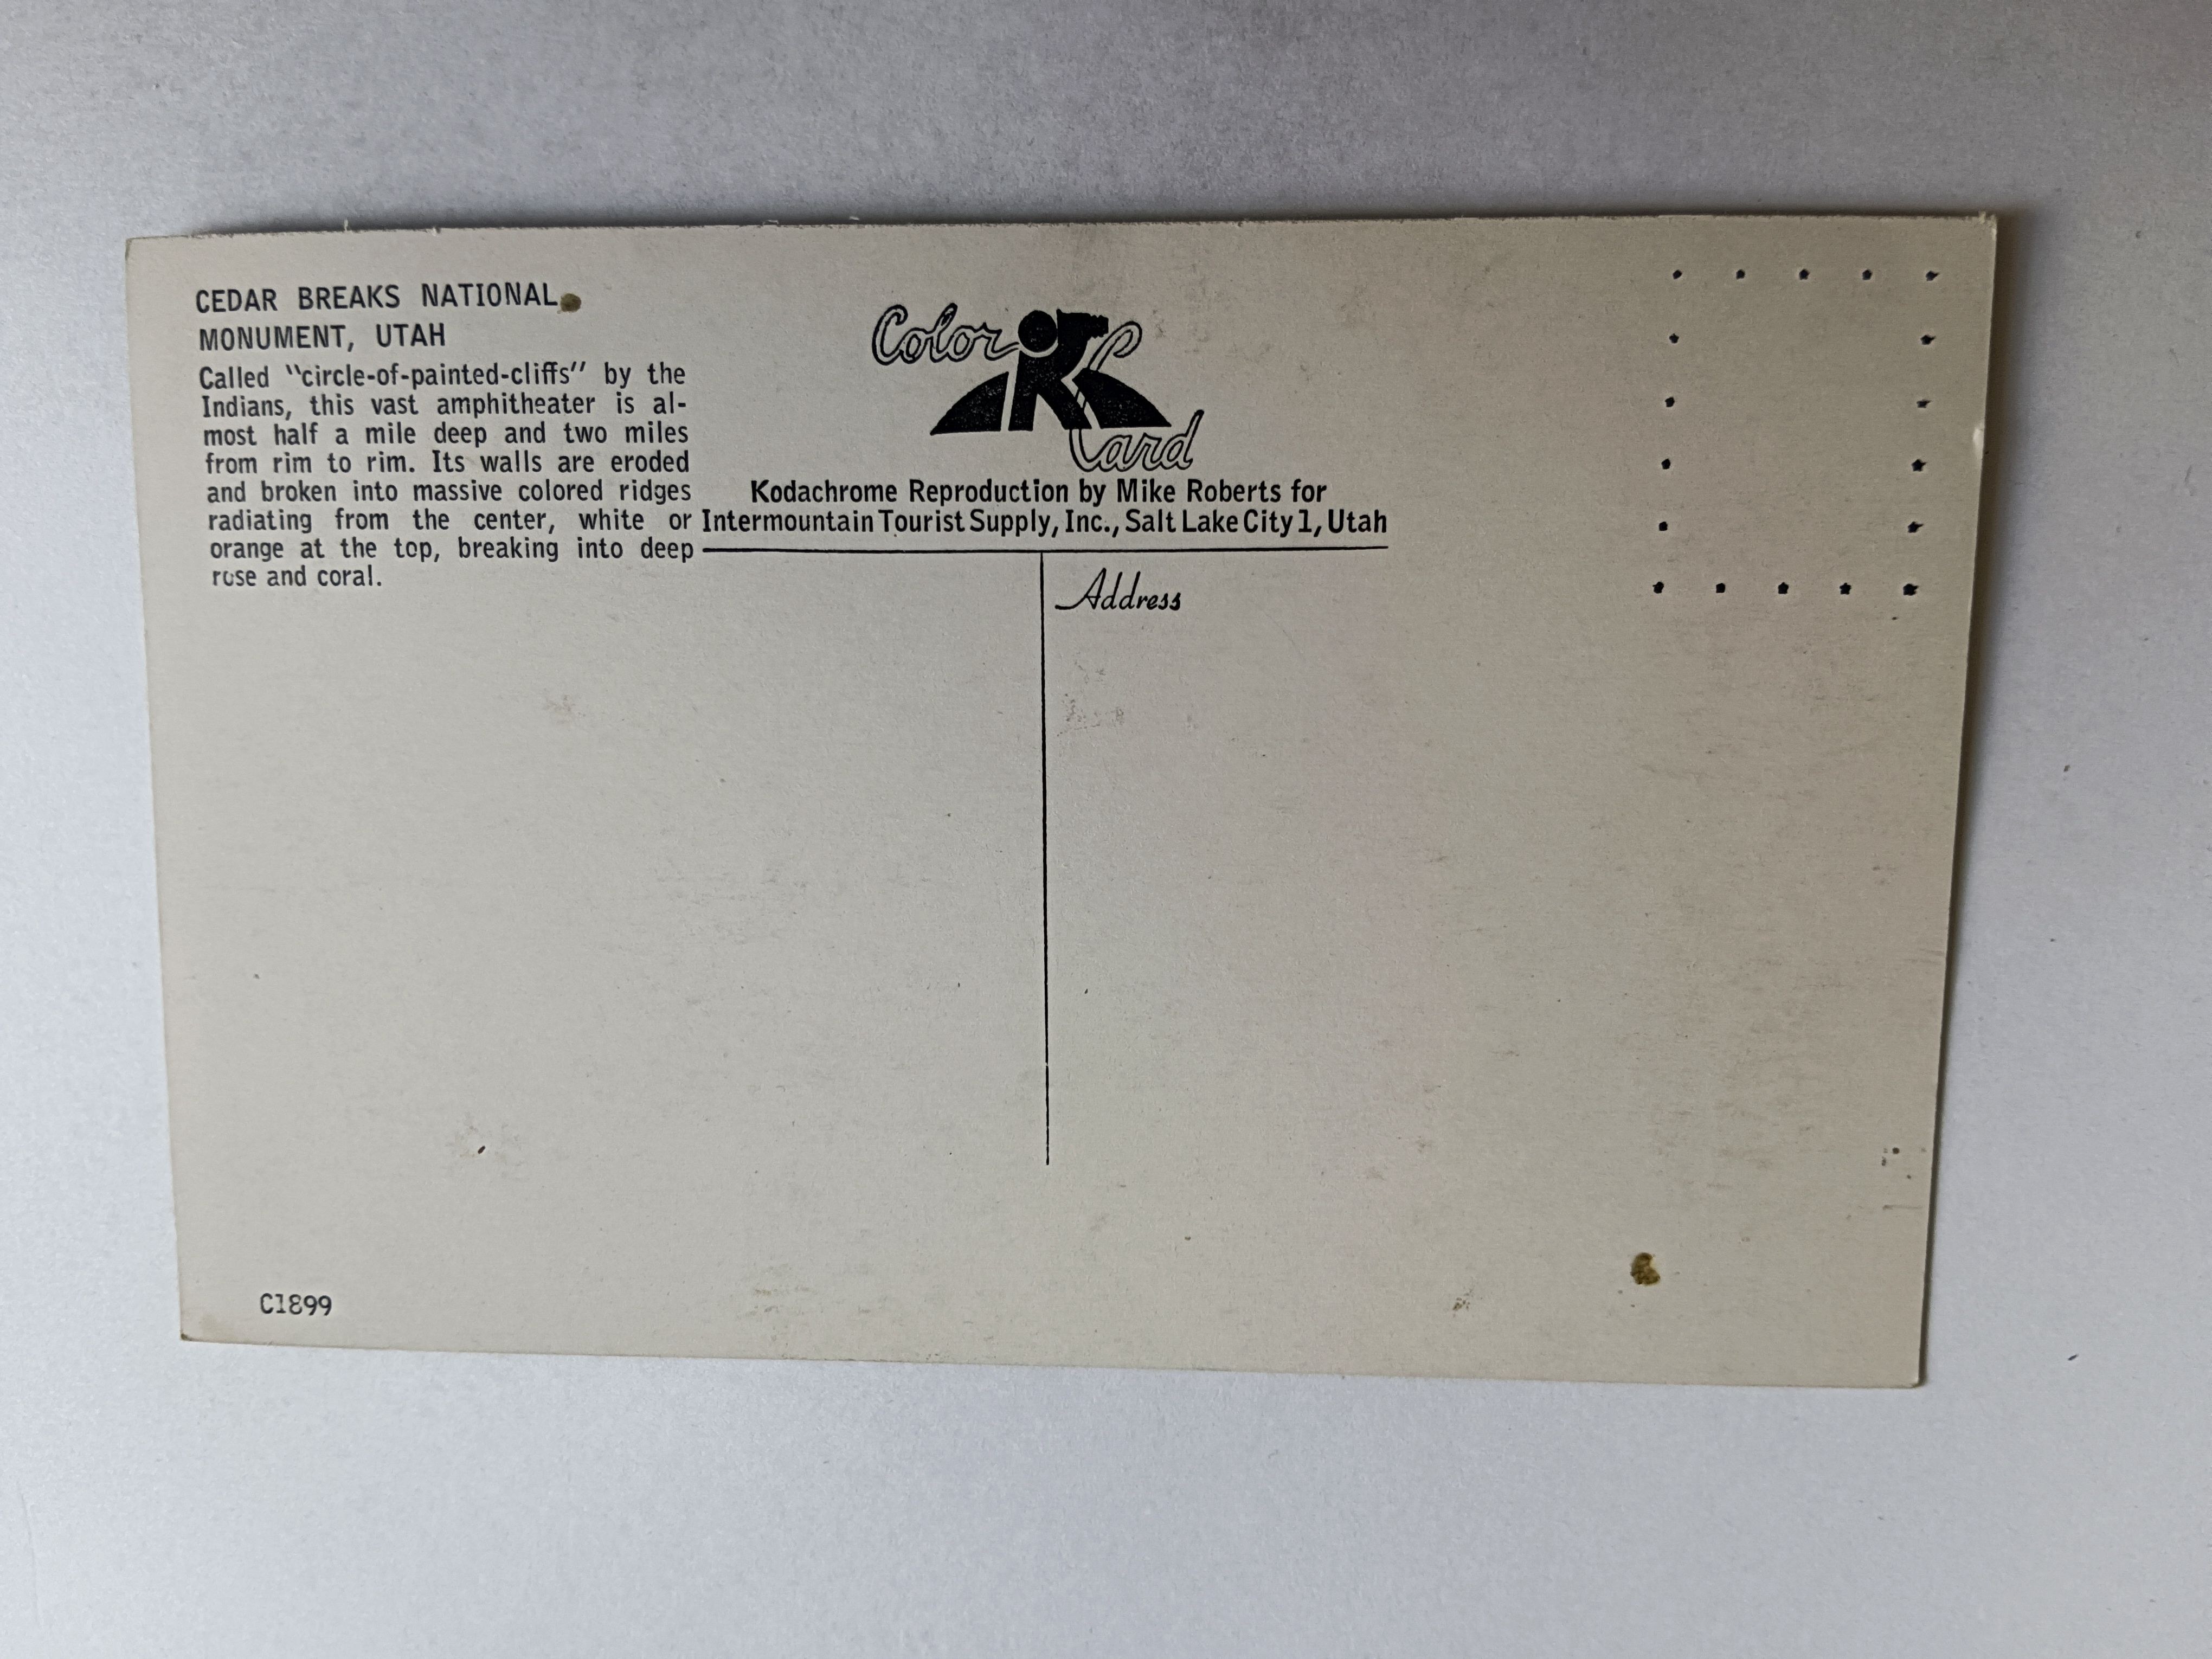 CEDAR BREAKS NATIONAL
MONUMENT, UTAH
Called "circle-of-painted-cliffs" by the
Indians, this vast amphitheater is al-
most half a mile deep and two miles
from rim to rim. Its walls are eroded
and broken into massive colored ridges
radiating from the center, white or
orange at the top, breaking into deep
rose and coral.
Color
R
Card
Kodachrome Reproduction by Mike Roberts for
Intermountain Tourist Supply, Inc., Salt Lake City 1, Utah
Address
C1899